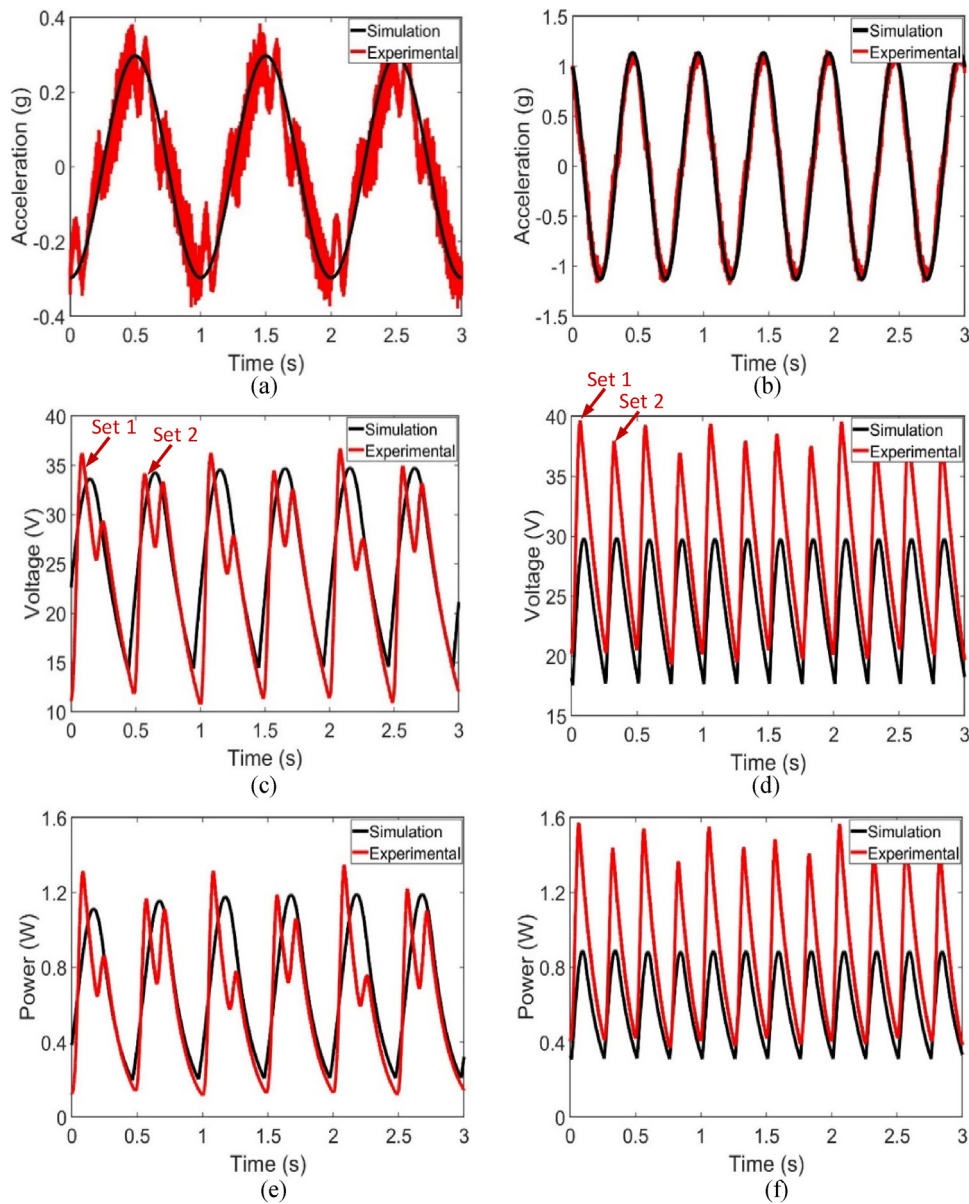 0.4
0.2
0
-0.2
-0.4
Acceleration (g)
Simulation
Experimental
0 0.5 1 1.5 2 2.5 3
Time (s)
(a)
1.5
1
0.5
0
-0.5
-1
-1.5
Acceleration (g)
Simulation
Experimental
0 0.5 1 1.5 2 2.5 3
Time (s)
(b)
40
35
30
25
20
15
10
Voltage (V)
Set 1
Set 2
Simulation
Experimental
0 0.5 1 1.5 2 2.5 3
Time (s)
(c)
Set 1
Set 2
40
35
30
25
20
15
Voltage (V)
Simulation
Experimental
0 0.5 1 1.5 2 2.5 3
Time (s)
(d)
1.6
1.2
0.8
0.4
0
Power (W)
Simulation
Experimental
0 0.5 1 1.5 2 2.5 3
Time (s)
(e)
1.6
1.2
0.8
0.4
0
Power (W)
Simulation
Experimental
0 0.5 1 1.5 2 2.5 3
Time (s)
(f)